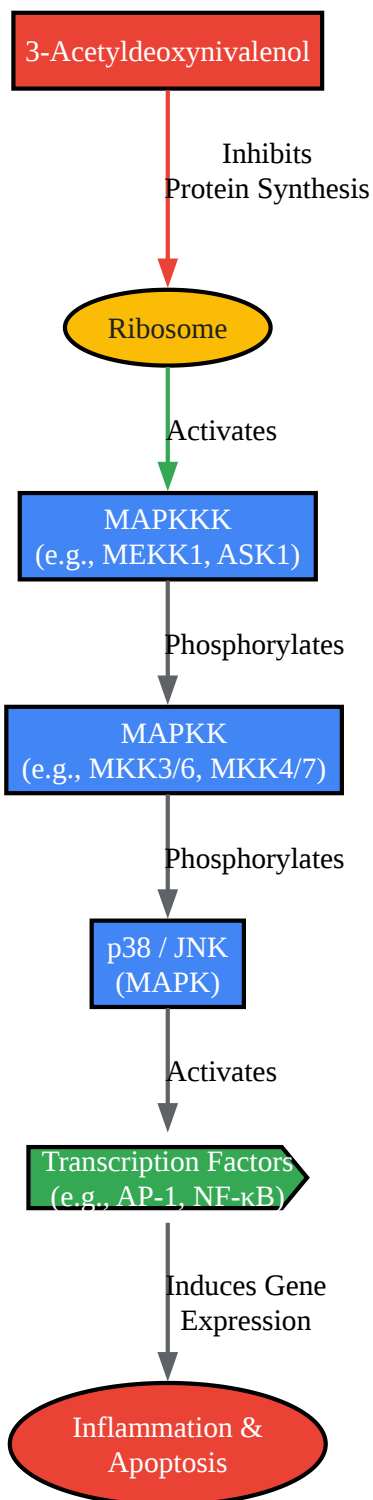 3-Acetyldeoxynivalenol
Inhibits
Protein Synthesis
Ribosome
Activates
MAPKKK
(e.g., MEKK1, ASK1)
Phosphorylates
MAPKK
(e.g., MKK3/6, MKK4/7)
Phosphorylates
p38 / JNK
(MAPK)
Activates
Transcription Factors
(e.g., AP-1, NF-κB)
Induces Gene
Expression
Inflammation &
Apoptosis